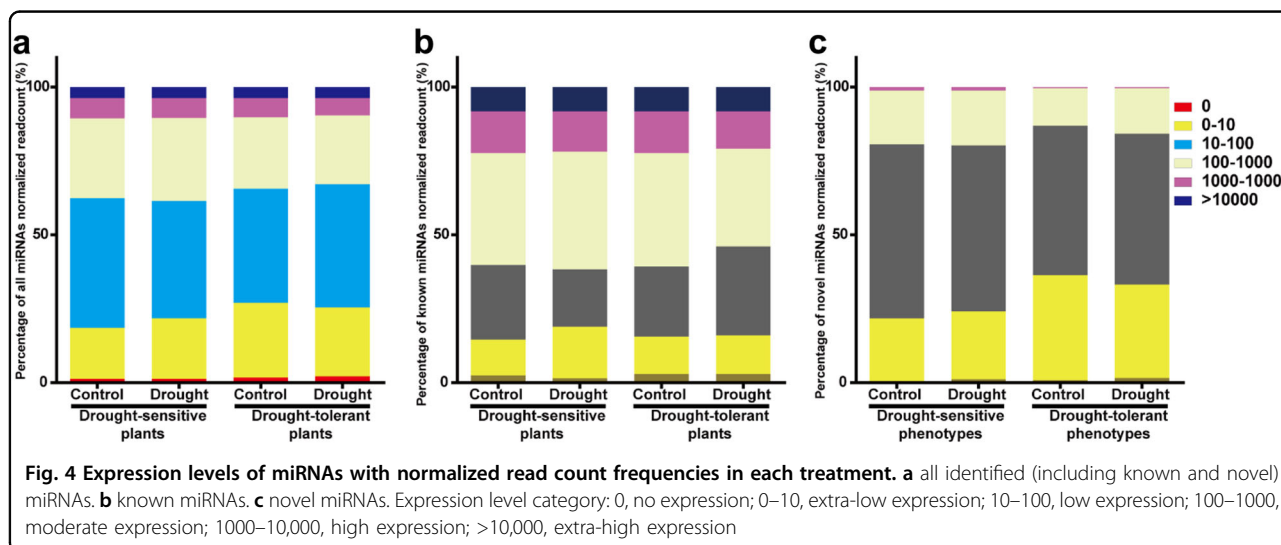 a
Percentage of all miRNAs normalized readcount (%)
100
50
0
Control
Drought
Control
Drought
Drought-sensitive
plants
Drought-tolerant
plants
b
Percentage of known miRNAs normalized readcount (%)
100
50
0
Control
Drought
Control
Drought
Drought-sensitive
plants
Drought-tolerant
plants
c
Percentage of novel miRNAs normalized readcount (%)
100
50
0
Control
Drought
Control
Drought
Drought-sensitive
phenotypes
Drought-tolerant
phenotypes
0
0-10
10-100
100-1000
1000-1000
>10000
Fig. 4 Expression levels of miRNAs with normalized read count frequencies in each treatment. a all identified (including known and novel)
miRNAs. b known miRNAs. c novel miRNAs. Expression level category: 0, no expression; 0–10, extra-low expression; 10–100, low expression; 100–1000,
moderate expression; 1000–10,000, high expression; >10,000, extra-high expression